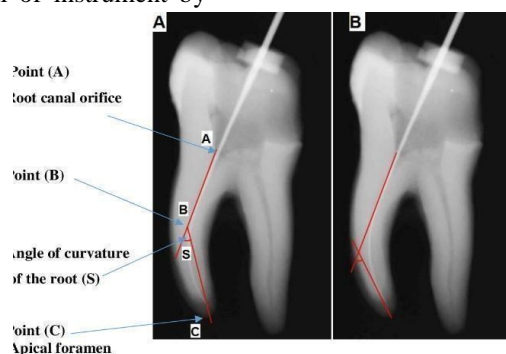 of instrument by
A
B
Point (A)
Root canal orifice
A
Point (B)
B
Angle of curvature
of the root (S)
S
Point (C)
Apical foramen
C